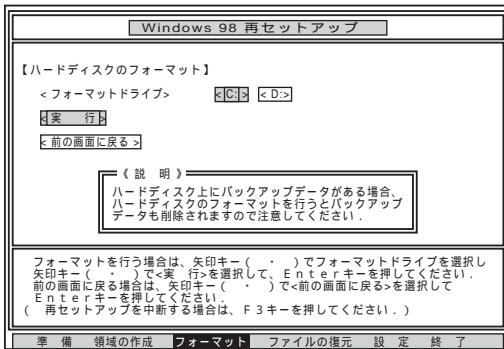 Windows 98 再セットアップ
【ハードディスクのフォーマット】
<フォーマットドライブ> <C:> < D:>
<実 行>
<前の画面に戻る>
《 説 明 》
ハードディスク上にバックアップデータがある場合、
ハードディスクのフォーマットを行うとバックアップ
データも削除されますので注意してください．
フォーマットを行う場合は、矢印キー( ・ )でフォーマットドライブを選択し
矢印キー( ・ )で<実 行>を選択して、Ｅｎｔｅｒキーを押してください．
前の画面に戻る場合は、矢印キー( ・ )で<前の画面に戻る>を選択して
Ｅｎｔｅｒキーを押してください．
( 再セットアップを中断する場合は、Ｆ３キーを押してください．)
準 備 領域の作成 フォーマット ファイルの復元 設 定 終 了